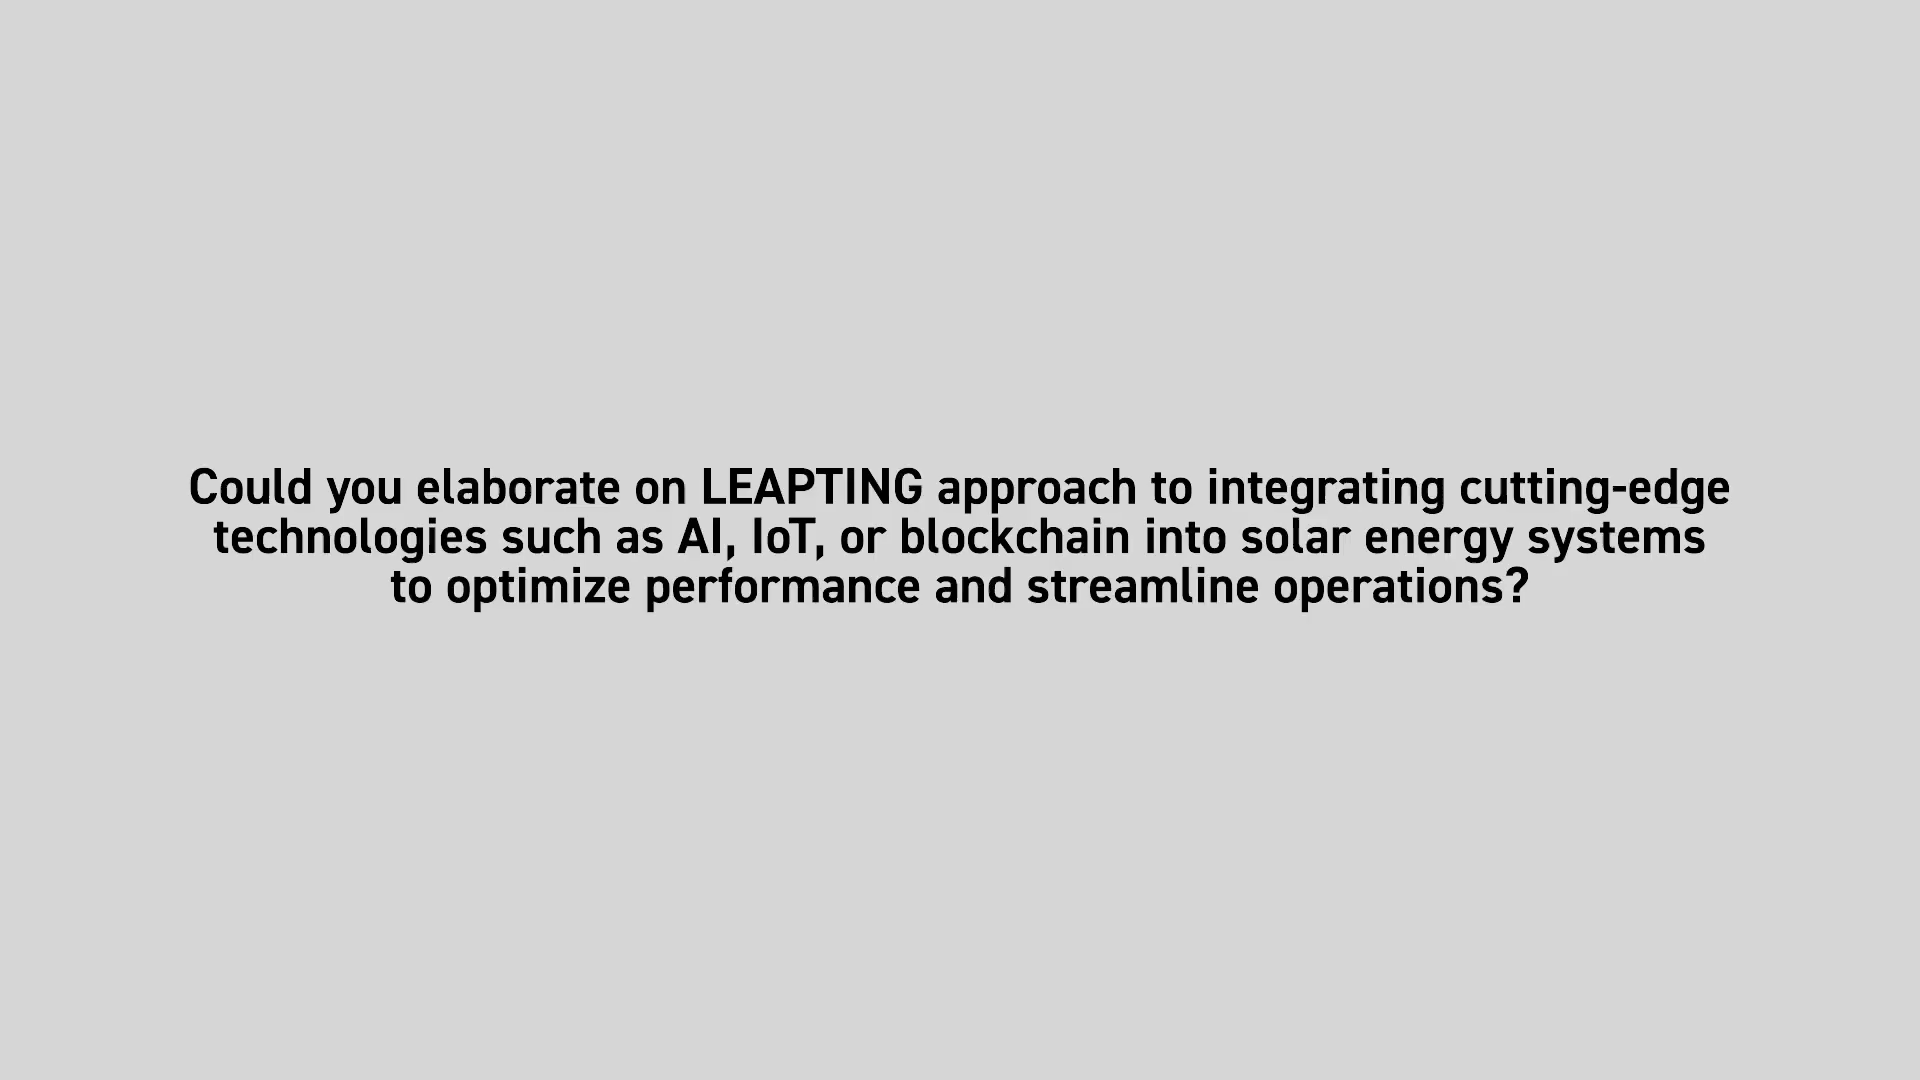 Could you elaborate on LEAPTING approach to integrating cutting-edge
technologies such as AI, IoT, or blockchain into solar energy systems
to optimize performance and streamline operations?